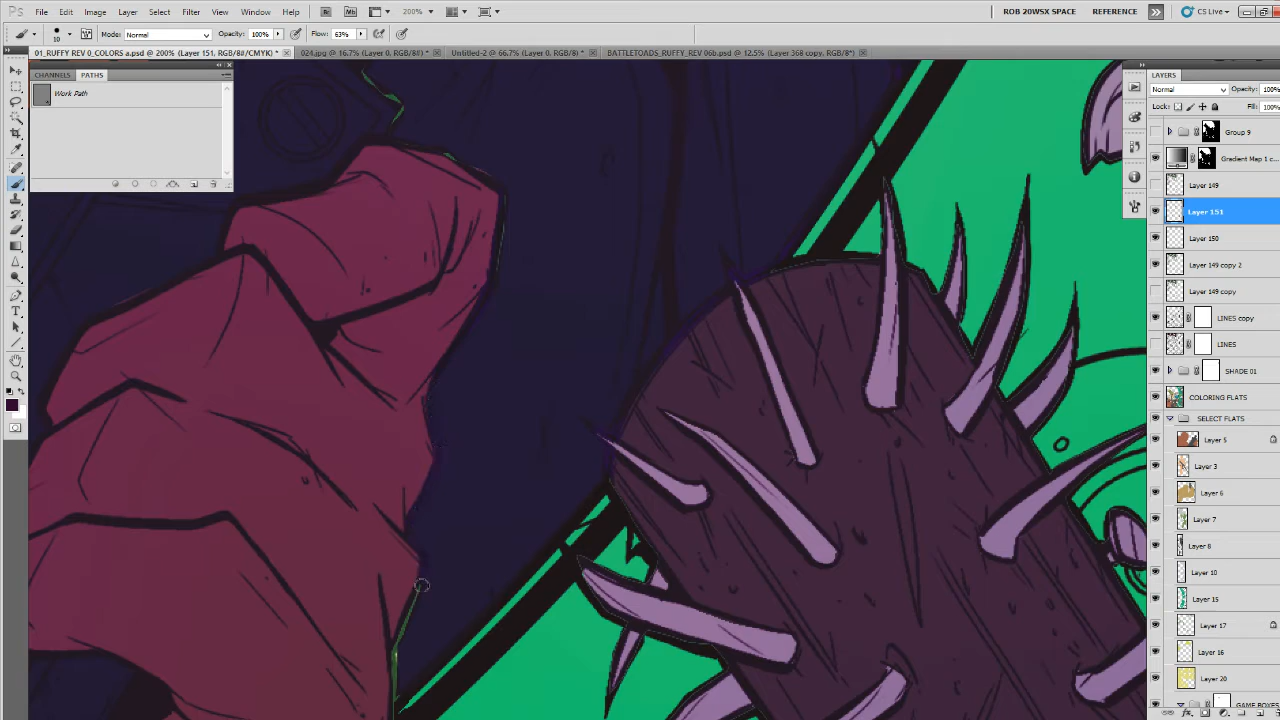 Ps File Edit Image Layer Select Filter View Window Help Br Mb 200% ROB 20WSX SPACE REFERENCE CS Live
Mode: Normal Opacity: 100% Flow: 63%
10
01_RUFFY REV 0_COLORS a.psd @ 200% (Layer 151, RGB/8#/CMYK) * 024.jpg @ 16.7% (Layer 0, RGB/8#) * Untitled-2 @ 66.7% (Layer 0, RGB/8) * BATTLETOADS_RUFFY_REV 06b.psd @ 12.5% (Layer 368 copy, RGB/8*)
CHANNELS PATHS
Work Path
LAYERS
Normal Opacity: 100%
Lock: Fill: 100%
Group 9
Gradient Map 1 c...
Layer 149
Layer 151
Layer 150
Layer 149 copy 2
Layer 149 copy
LINES copy
LINES
SHADE 01
COLORING FLATS
SELECT FLATS
Layer 5
Layer 3
Layer 6
Layer 7
Layer 8
Layer 10
Layer 15
Layer 17
Layer 16
Layer 20